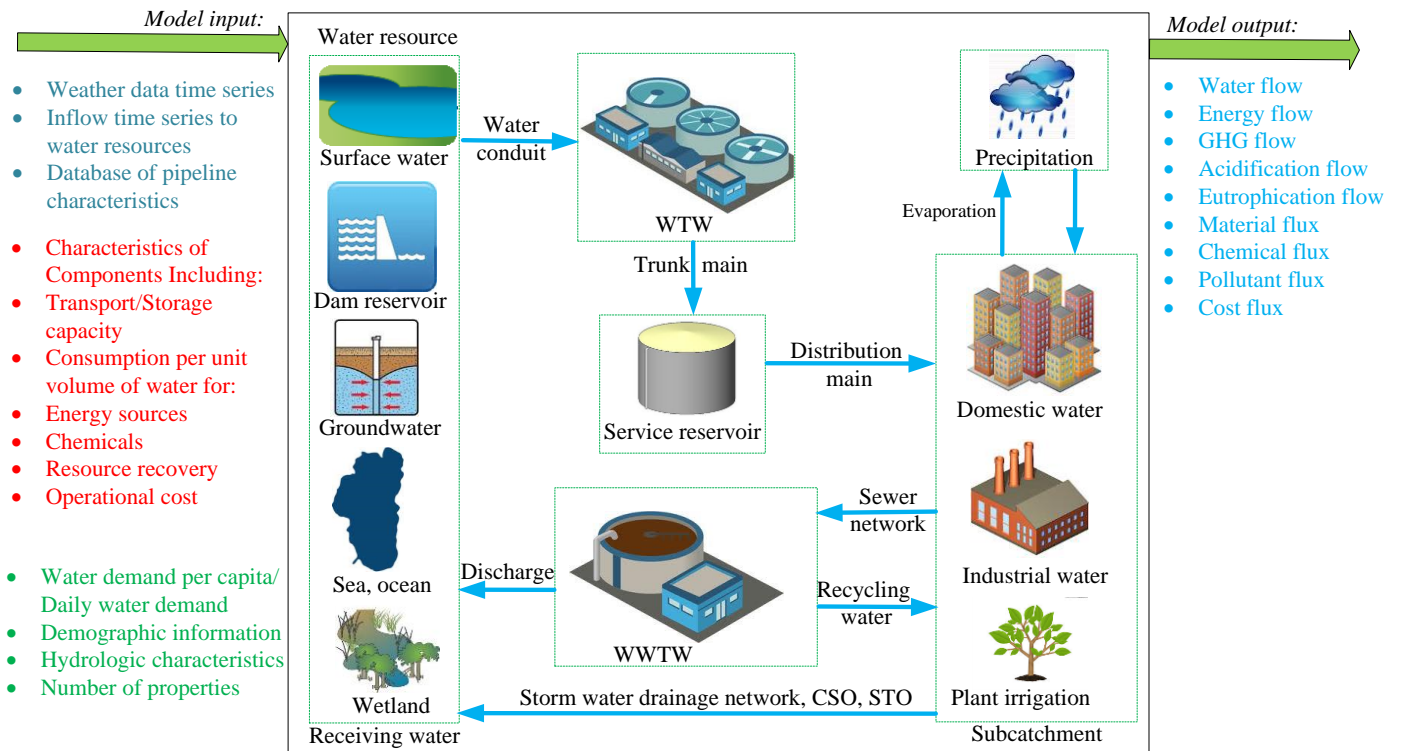 Model input:
Weather data time series
Inflow time series to
water resources
Database of pipeline
characteristics
Characteristics of
Components Including:
Transport/Storage
capacity
Consumption per unit
volume of water for:
Energy sources
Chemicals
Resource recovery
Operational cost
Water demand per capita/
Daily water demand
Demographic information
Hydrologic characteristics
Number of properties
Water resource
Surface water
Dam reservoir
Groundwater
Sea, ocean
Wetland
Receiving water
Water
conduit
WTW
Trunk main
Service reservoir
Distribution
main
Precipitation
Evaporation
Domestic water
Industrial water
Plant irrigation
Subcatchment
Sewer
network
Recycling
water
WWTW
Discharge
Storm water drainage network, CSO, STO
Model output:
Water flow
Energy flow
GHG flow
Acidification flow
Eutrophication flow
Material flux
Chemical flux
Pollutant flux
Cost flux